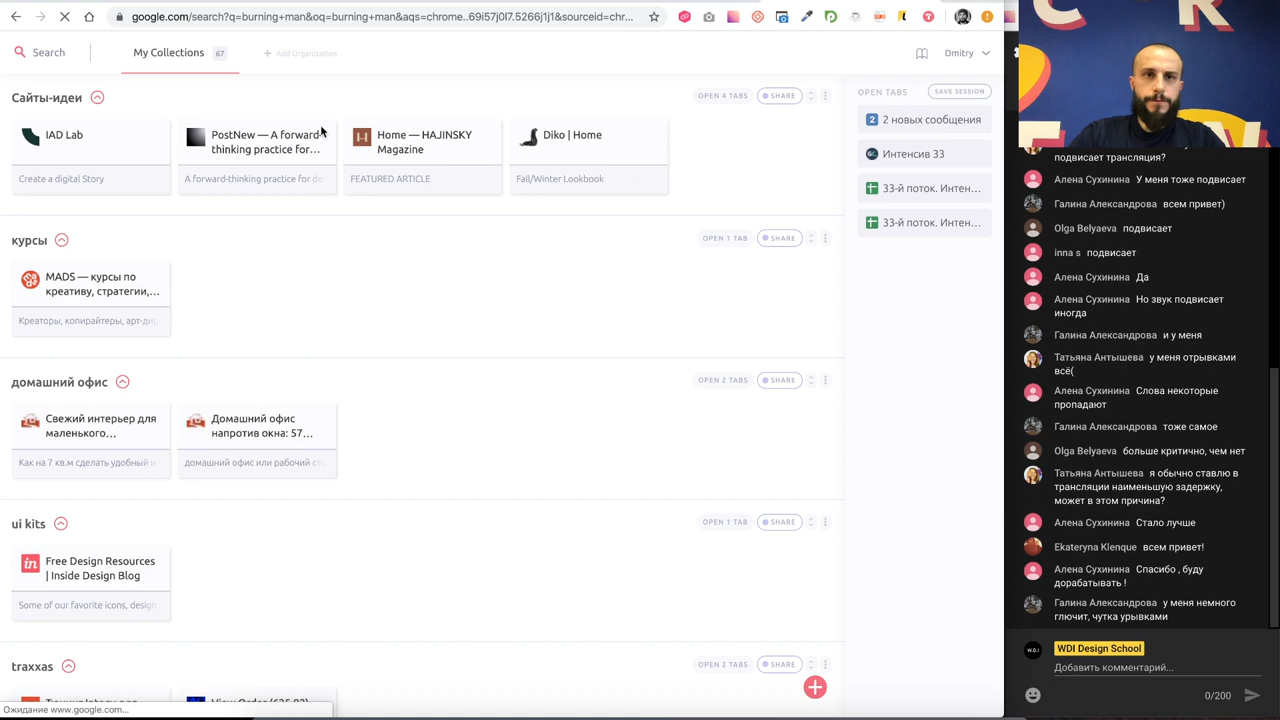 google.com/search?q=burning+man&oq=burning+man&aqs=chrome..69i57j0l7.5266j1j1&sourceid=chr...
Search
My Collections 67
+ Add Organization
Dmitry
Сайты-идеи
OPEN 4 TABS
SHARE
IAD Lab
Create a digital Story
PostNew — A forward-
thinking practice for...
A forward-thinking practice for de
Home — HAJINSKY
Magazine
FEATURED ARTICLE
Diko | Home
Fall/Winter Lookbook
курсы
OPEN 1 TAB
SHARE
MADS — курсы по
креативу, стратегии,...
Креаторы, копирайтеры, арт-дир
домашний офис
OPEN 2 TABS
SHARE
Свежий интерьер для
маленького...
Как на 7 кв.м сделать удобный и
Домашний офис
напротив окна: 57...
домашний офис или рабочий ст
ui kits
OPEN 1 TAB
SHARE
Free Design Resources
| Inside Design Blog
Some of our favorite icons, design
traxxas
OPEN 2 TABS
SHARE
Ожидание www.google.com...
OPEN TABS
SAVE SESSION
2 новых сообщения
Интенсив 33
33-й поток. Интен...
33-й поток. Интен...
подвисает трансляция?
Алена Сухинина У меня тоже подвисает
Галина Александрова всем привет)
Olga Belyaeva подвисает
inna s подвисает
Алена Сухинина Да
Алена Сухинина Но звук подвисает
иногда
Галина Александрова и у меня
Татьяна Антышева у меня отрывками
всё(
Алена Сухинина Слова некоторые
пропадают
Галина Александрова тоже самое
Olga Belyaeva больше критично, чем нет
Татьяна Антышева я обычно ставлю в
трансляции наименьшую задержку,
может в этом причина?
Алена Сухинина Стало лучше
Ekateryna Klenque всем привет!
Алена Сухинина Спасибо , буду
дорабатывать !
Галина Александрова у меня немного
глючит, чутка урывками
WDI Design School
Добавить комментарий...
0/200